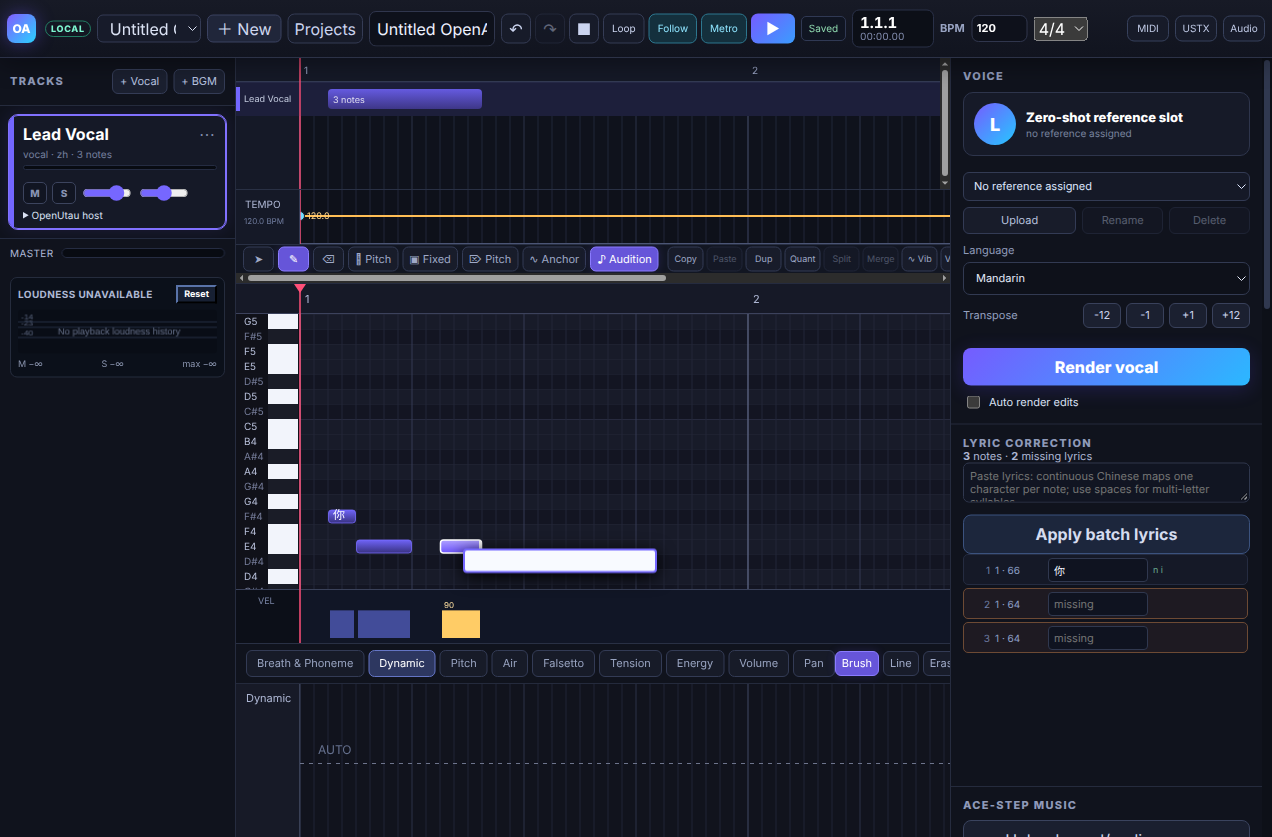 OA LOCAL Untitled ( + New Projects Untitled OpenA Loop Follow Metro Saved 1.1.1 00:00.00 BPM 120 4/4 MIDI USTX Audio
TRACKS + Vocal + BGM
Lead Vocal ...
vocal · zh · 3 notes
M S
OpenUtau host
MASTER
LOUDNESS UNAVAILABLE Reset
-14
-23
-40
No playback loudness history
M −∞ S −∞ max −∞
1 2
Lead Vocal 3 notes
TEMPO
120.0 BPM 120.0
Pitch Fixed Pitch Anchor Audition Copy Paste Dup Quant Split Merge Vib V
1 2
G5
F#5
F5
E5
D#5
D5
C#5
C5
B4
A#4
A4
G#4
G4
F#4 你
F4
E4
D#4
D4
VEL 90
Breath & Phoneme Dynamic Pitch Air Falsetto Tension Energy Volume Pan Brush Line Eras
Dynamic
AUTO
VOICE
L Zero-shot reference slot
no reference assigned
No reference assigned
Upload Rename Delete
Language
Mandarin
Transpose -12 -1 +1 +12
Render vocal
Auto render edits
LYRIC CORRECTION
3 notes · 2 missing lyrics
Paste lyrics: continuous Chinese maps one
character per note; use spaces for multi-letter
Apply batch lyrics
1 1 · 66 你 n i
2 1 · 64 missing
3 1 · 64 missing
ACE-STEP MUSIC